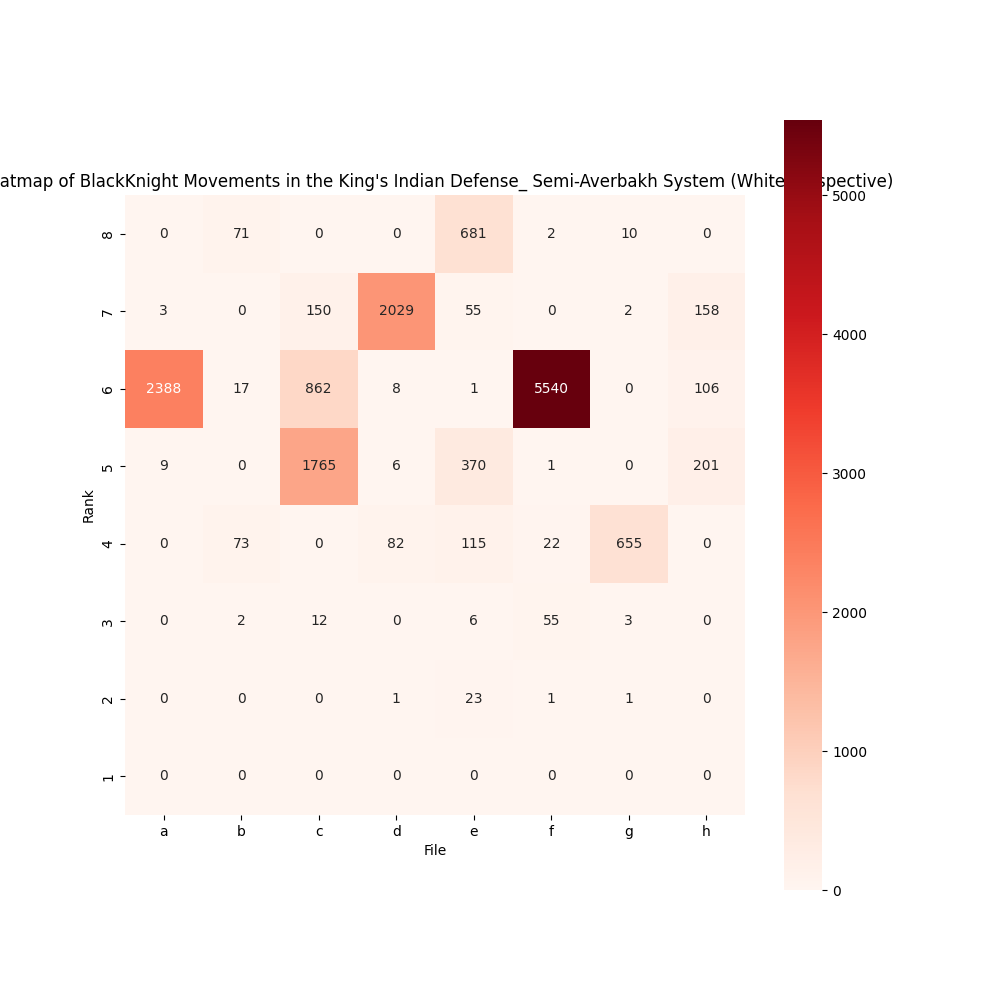 atmap of BlackKnight Movements in the King's Indian Defense_ Semi-Averbakh System (White spective)
8 0 71 0 0 681 2 10 0
7 3 0 150 2029 55 0 2 158
6 2388 17 862 8 1 5540 0 106
5 9 0 1765 6 370 1 0 201
4 0 73 0 82 115 22 655 0
3 0 2 12 0 6 55 3 0
2 0 0 0 1 23 1 1 0
1 0 0 0 0 0 0 0 0
a b c d e f g h
File
Rank
5000
4000
3000
2000
1000
0